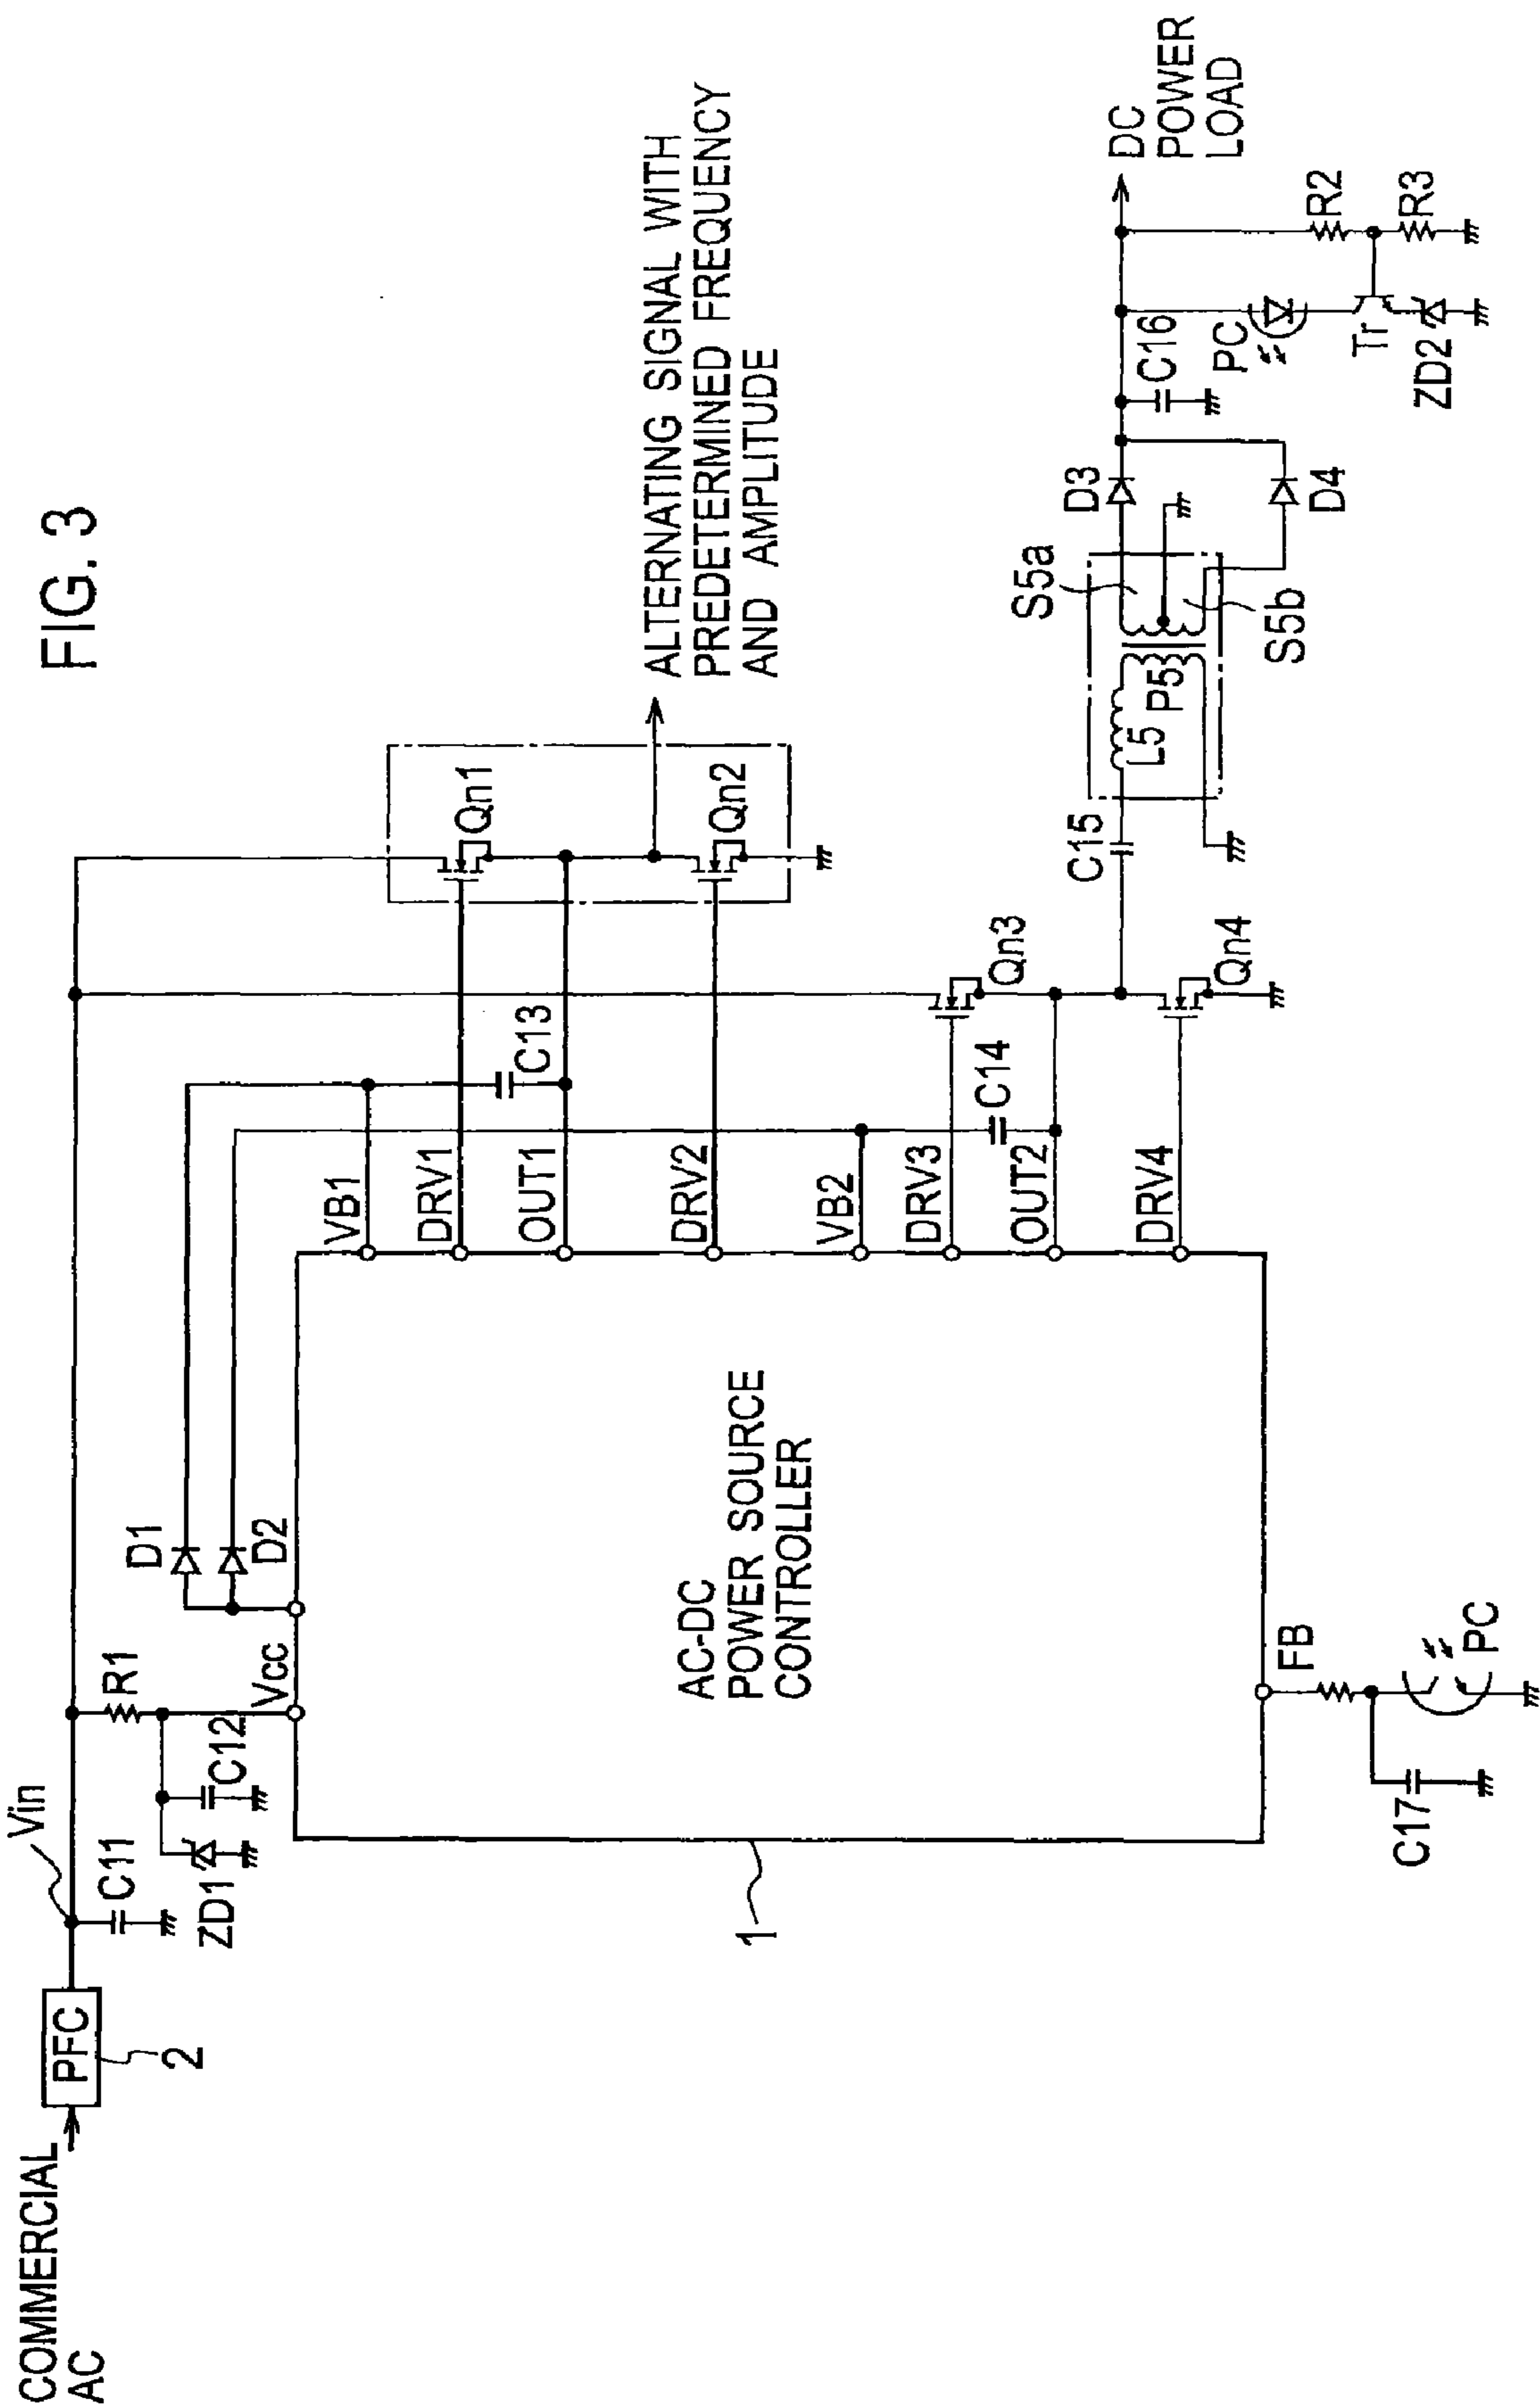 FIG. 3
COMMERCIAL
AC
PFC
2
Vin
C11
ZD1
C12
R1
Vcc
D1
D2
1
AC-DC
POWER SOURCE
CONTROLLER
VB1
DRV1
OUT1
DRV2
VB2
DRV3
OUT2
DRV4
C13
C14
Qn1
Qn2
Qn3
Qn4
ALTERNATING SIGNAL WITH
PREDETERMINED FREQUENCY
AND AMPLITUDE
C15
L5
P5
S5a
S5b
D3
D4
C16
PC
Tr
ZD2
R2
R3
DC
POWER
LOAD
FB
C17
PC